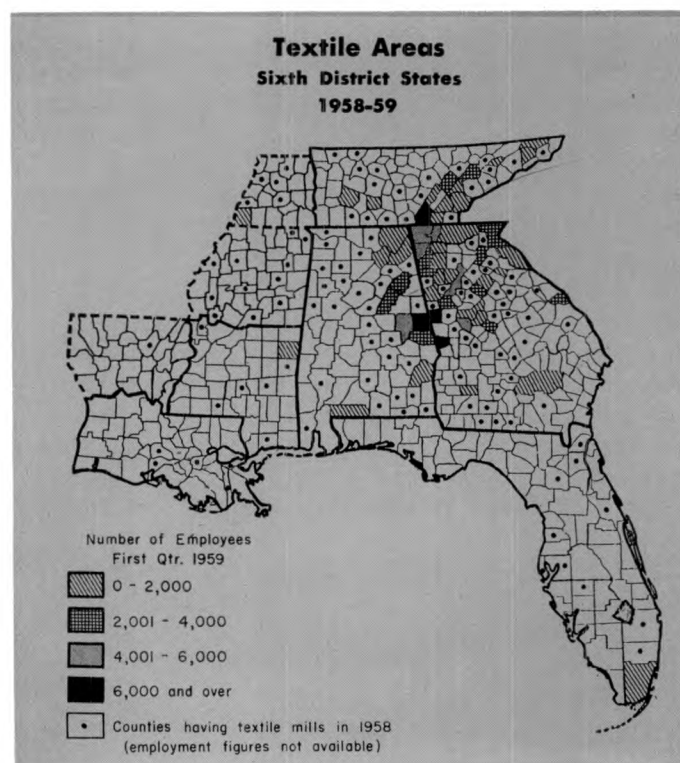 Textile Areas
Sixth District States
1958-59
Number of Employees
First Qtr. 1959
0 - 2,000
2,001 - 4,000
4,001 - 6,000
6,000 and over
Counties having textile mills in 1958
(employment figures not available)